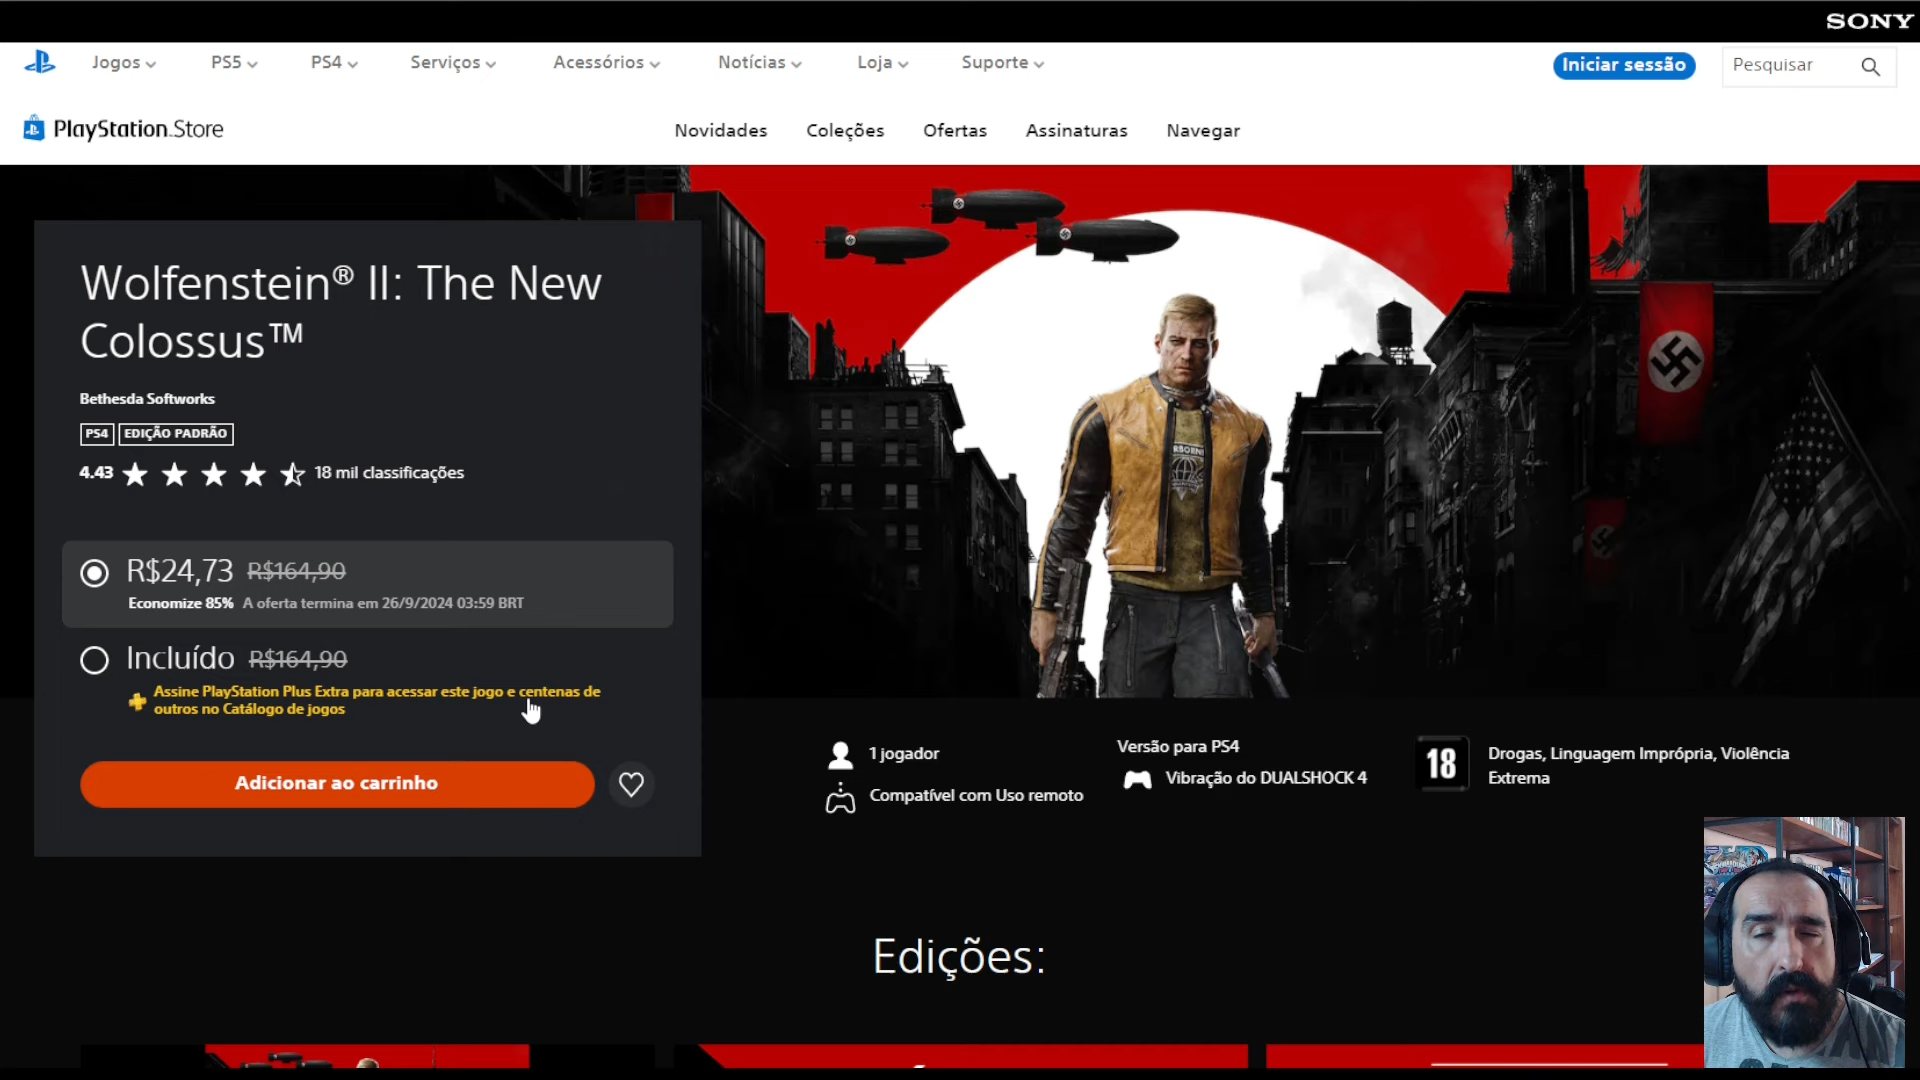 SONY
Jogos
PS5
PS4
Serviços
Acessórios
Notícias
Loja
Suporte
Iniciar sessão
Pesquisar
PlayStation.Store
Novidades
Coleções
Ofertas
Assinaturas
Navegar
Wolfenstein® II: The New
Colossus™
Bethesda Softworks
PS4 EDIÇÃO PADRÃO
4.43 18 mil classificações
R$24,73 R$164,90
Economize 85% A oferta termina em 26/9/2024 03:59 BRT
Incluído R$164,90
Assine PlayStation Plus Extra para acessar este jogo e centenas de
outros no Catálogo de jogos
Adicionar ao carrinho
1 jogador
Compatível com Uso remoto
Versão para PS4
Vibração do DUALSHOCK 4
18
Drogas, Linguagem Imprópria, Violência
Extrema
Edições: